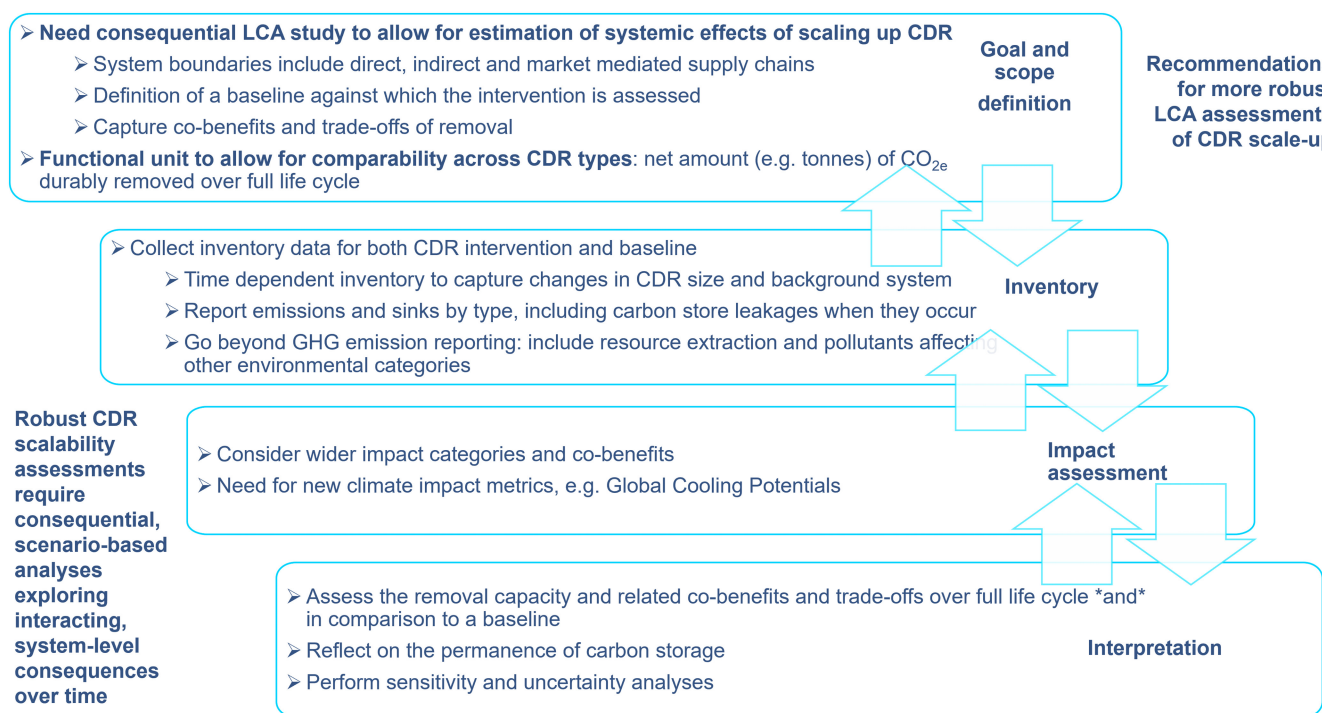 ➢ Need consequential LCA study to allow for estimation of systemic effects of scaling up CDR
➢ System boundaries include direct, indirect and market mediated supply chains
➢ Definition of a baseline against which the intervention is assessed
➢ Capture co-benefits and trade-offs of removal
➢ Functional unit to allow for comparability across CDR types: net amount (e.g. tonnes) of CO2e
durably removed over full life cycle
Goal and
scope
definition
Recommendation
for more robus
LCA assessment
of CDR scale-u
➢ Collect inventory data for both CDR intervention and baseline
➢ Time dependent inventory to capture changes in CDR size and background system
➢ Report emissions and sinks by type, including carbon store leakages when they occur
➢ Go beyond GHG emission reporting: include resource extraction and pollutants affecting
other environmental categories
Inventory
Robust CDR
scalability
assessments
require
consequential,
scenario-based
analyses
exploring
interacting,
system-level
consequences
over time
➢ Consider wider impact categories and co-benefits
➢ Need for new climate impact metrics, e.g. Global Cooling Potentials
Impact
assessment
➢ Assess the removal capacity and related co-benefits and trade-offs over full life cycle *and*
in comparison to a baseline
➢ Reflect on the permanence of carbon storage
➢ Perform sensitivity and uncertainty analyses
Interpretation